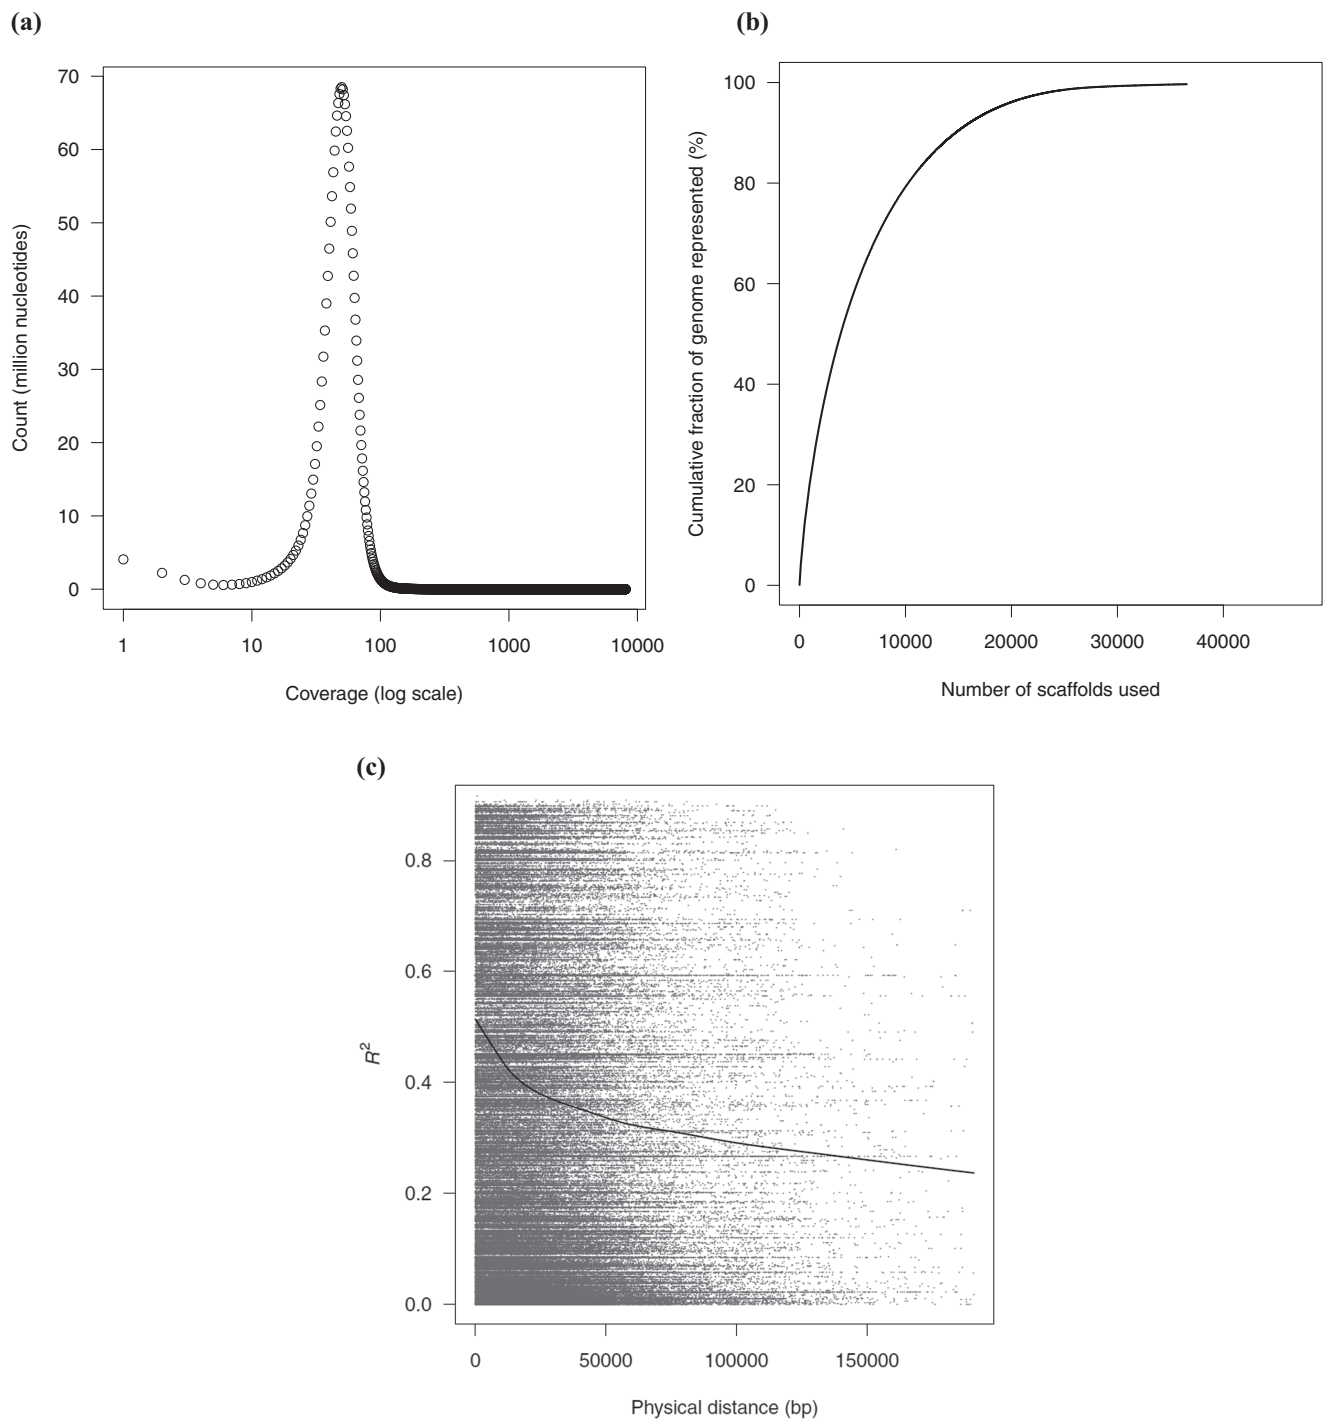 (a)
70
60
50
40
30
20
10
0
Count (million nucleotides)
1 10 100 1000 10000
Coverage (log scale)
(b)
100
80
60
40
20
0
Cumulative fraction of genome represented (%)
0 10000 20000 30000 40000
Number of scaffolds used
(c)
0.8
0.6
0.4
0.2
0.0
R²
0 50000 100000 150000
Physical distance (bp)